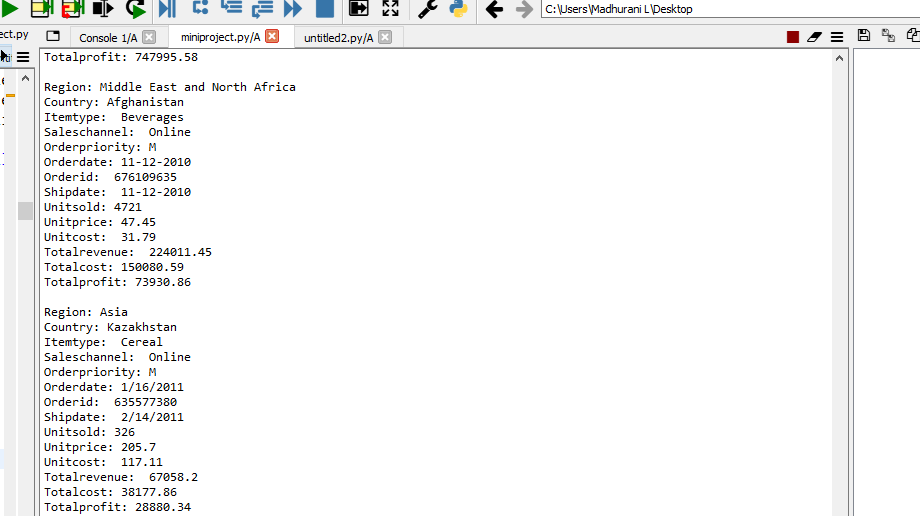 C:\Users\Madhurani L\Desktop
ect.py
Console 1/A
miniproject.py/A
untitled2.py/A
Totalprofit: 747995.58
Region: Middle East and North Africa
Country: Afghanistan
Itemtype:  Beverages
Saleschannel:  Online
Orderpriority: M
Orderdate: 11-12-2010
Orderid:  676109635
Shipdate:  11-12-2010
Unitsold: 4721
Unitprice: 47.45
Unitcost:  31.79
Totalrevenue:  224011.45
Totalcost: 150080.59
Totalprofit: 73930.86
Region: Asia
Country: Kazakhstan
Itemtype:  Cereal
Saleschannel:  Online
Orderpriority: M
Orderdate: 1/16/2011
Orderid:  635577380
Shipdate:  2/14/2011
Unitsold: 326
Unitprice: 205.7
Unitcost:  117.11
Totalrevenue:  67058.2
Totalcost: 38177.86
Totalprofit: 28880.34